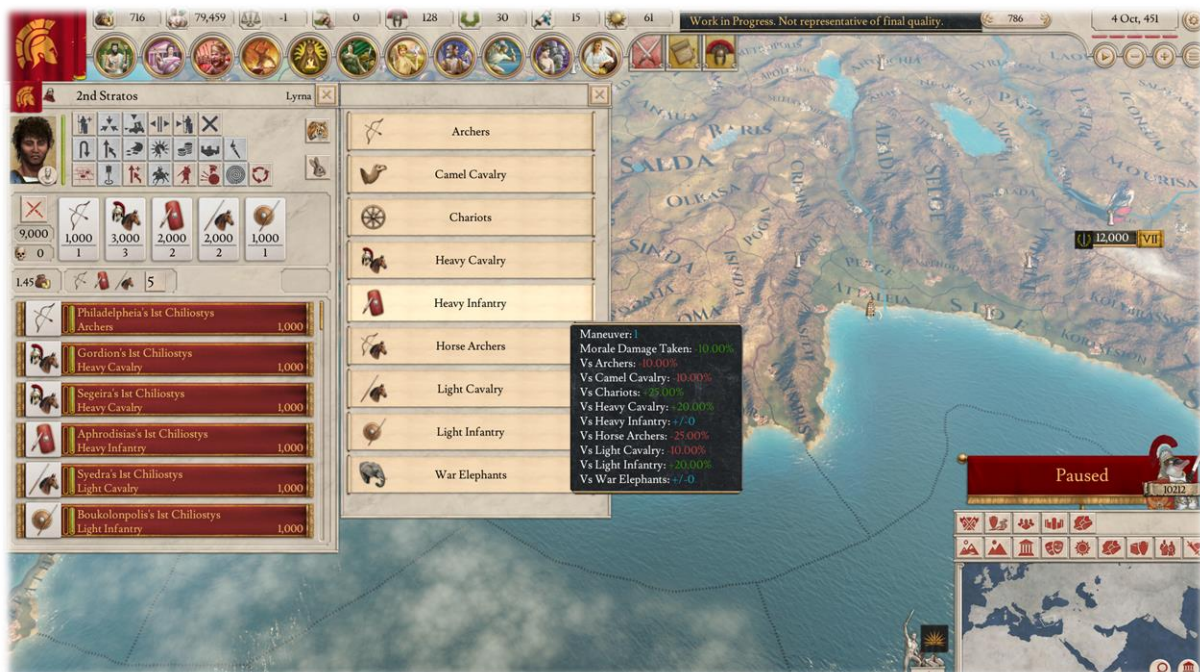 716
79,459
-1
0
128
30
15
61
Work in Progress. Not representative of final quality.
786
4 Oct, 451
2nd Stratos
Lyrna
9,000
0
1,000
1
3,000
3
2,000
2
2,000
2
1,000
1
1.45
5
Philadelpheia's 1st Chiliostys
Archers
1,000
Gordion's 1st Chiliostys
Heavy Cavalry
1,000
Segeira's 1st Chiliostys
Heavy Cavalry
1,000
Aphrodisias's 1st Chiliostys
Heavy Infantry
1,000
Syedra's 1st Chiliostys
Light Cavalry
1,000
Boukolonpolis's 1st Chiliostys
Light Infantry
1,000
Archers
Camel Cavalry
Chariots
Heavy Cavalry
Heavy Infantry
Horse Archers
Light Cavalry
Light Infantry
War Elephants
Maneuver: 1
Morale Damage Taken: -10.00%
Vs Archers: -10.00%
Vs Camel Cavalry: -10.00%
Vs Chariots: +25.00%
Vs Heavy Cavalry: +20.00%
Vs Heavy Infantry: +/-0
Vs Horse Archers: -25.00%
Vs Light Cavalry: -10.00%
Vs Light Infantry: +20.00%
Vs War Elephants: +/-0
BARIS
SALDA
OLBASA
POGLA
SINDA
PERGE
ATTALEIA
SIDE
MOURISA
12,000
VII
Paused
10212